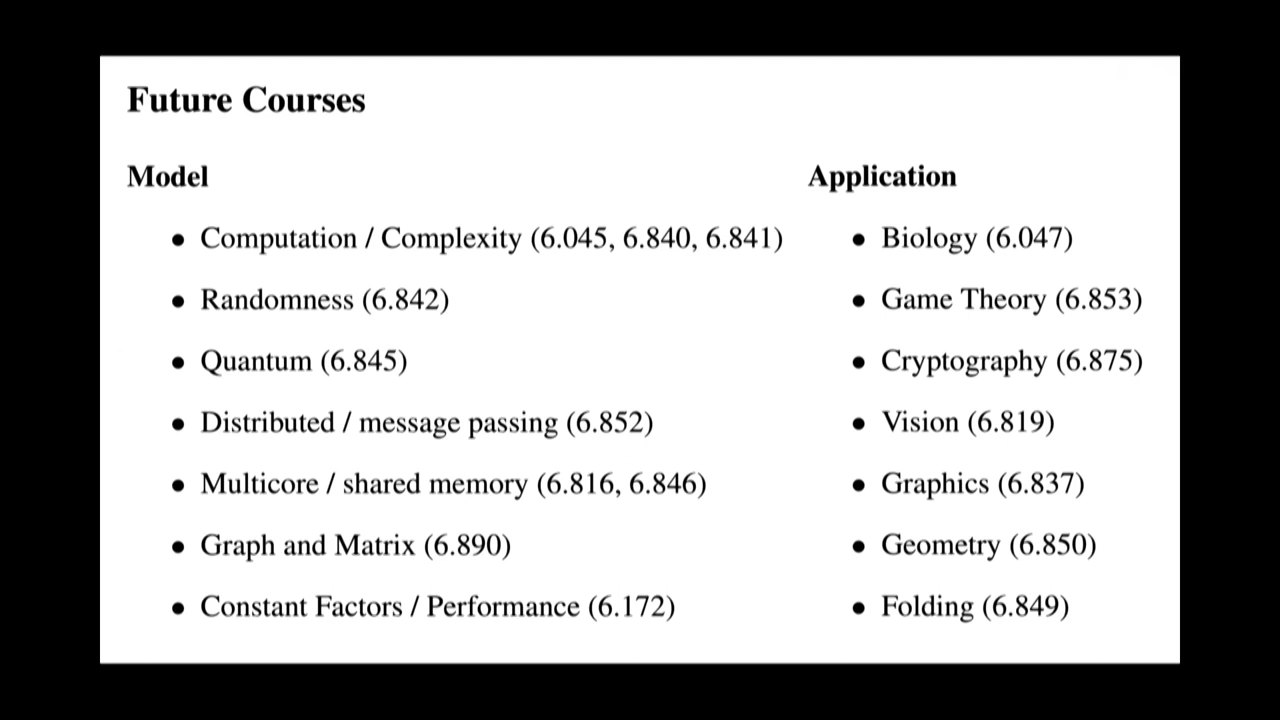 Future Courses
Model
• Computation / Complexity (6.045, 6.840, 6.841)
• Randomness (6.842)
• Quantum (6.845)
• Distributed / message passing (6.852)
• Multicore / shared memory (6.816, 6.846)
• Graph and Matrix (6.890)
• Constant Factors / Performance (6.172)
Application
• Biology (6.047)
• Game Theory (6.853)
• Cryptography (6.875)
• Vision (6.819)
• Graphics (6.837)
• Geometry (6.850)
• Folding (6.849)